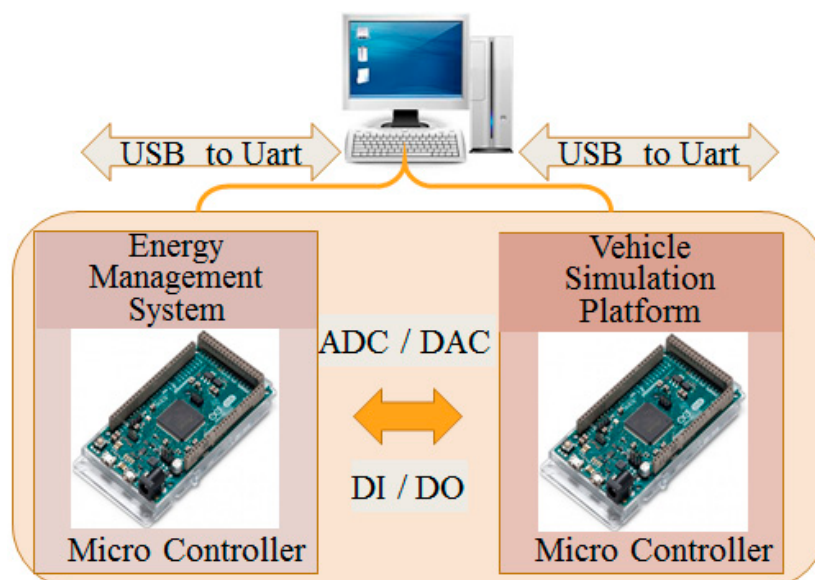 USB to Uart
USB to Uart
Energy
Management
System
Vehicle
Simulation
Platform
ADC / DAC
DI / DO
Micro Controller
Micro Controller